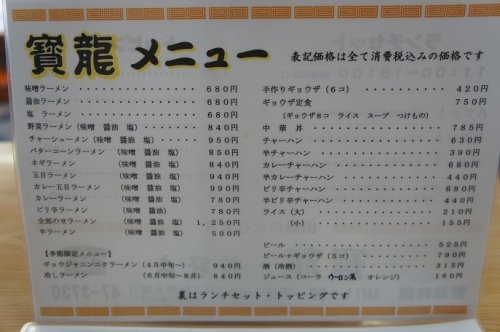 寶龍 メニュー
表記価格は全て消費税込みの価格です
味噌ラーメン 680円
醤油ラーメン 680円
塩 ラーメン 680円
野菜ラーメン (味噌 醤油 塩) 840円
チャーシューメン (味噌 醤油 塩) 950円
バターコーンラーメン (味噌 醤油 塩) 850円
ネギラーメン (味噌 醤油 塩) 840円
五目ラーメン (味噌 醤油 塩) 940円
カレー五目ラーメン 990円
カレーラーメン 780円
ピリ辛ラーメン (味噌 醤油 塩) 780円
全部のせラーメン (味噌 醤油 塩) 1,250円
半ラーメン (味噌 醤油 塩) 500円
【季節限定メニュー】
ギョウジャニンニクラーメン (4月中旬～) 940円
冷しラーメン (6月中旬～8月) 840円
手作りギョウザ (6コ) 420円
ギョウザ定食 750円
(ギョウザ8コ ライス スープ つけもの)
中 華 丼 785円
チャーハン 630円
半チャーハン 390円
カレーチャーハン 680円
半カレーチャーハン 440円
ピリ辛チャーハン 680円
半ピリ辛チャーハン 440円
ライス (大) 210円
(小) 155円
ビール 525円
ビール+ギョウザ (5コ) 790円
酒 (冷酒) 315円
ジュース (コーラ ウーロン茶 オレンジ) 160円
裏はランチセット・トッピングです